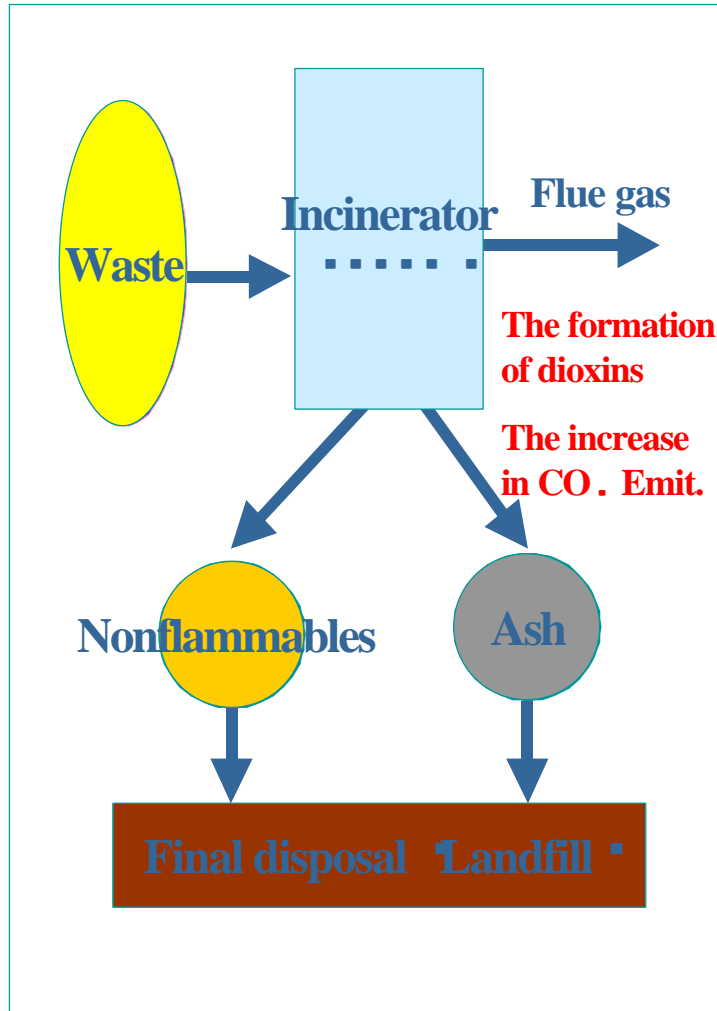 Waste
Incinerator
▪ ▪ ▪ ▪ ▪ ▪
Flue gas
The formation
of dioxins
The increase
in CO▪ Emit.
Nonflammables
Ash
Final disposal ▪Landfill▪